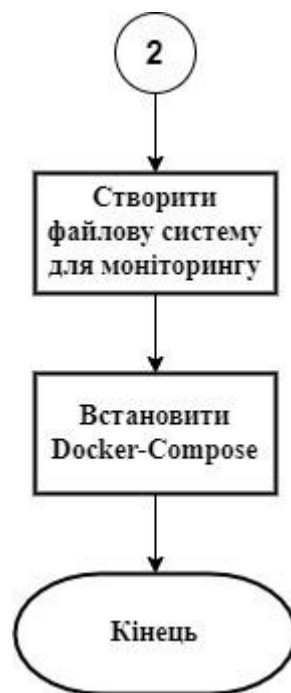 2
Створити
файлову систему
для моніторингу
Встановити
Docker-Compose
Кінець